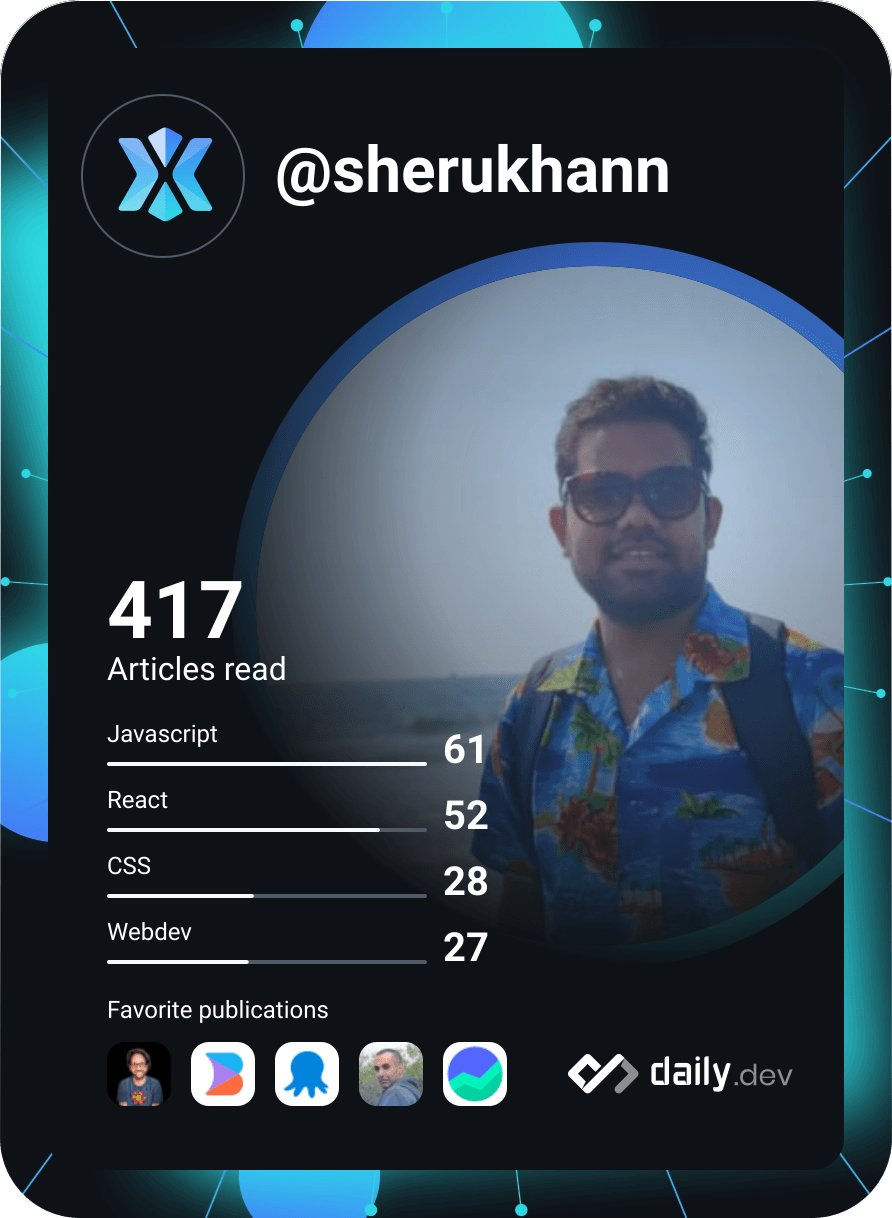 @sherukhann
417
Articles read
Javascript 61
React 52
CSS 28
Webdev 27
Favorite publications
daily.dev